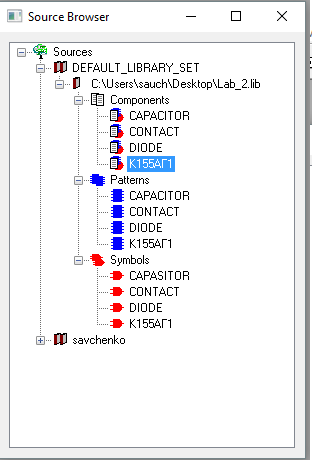 Source Browser
Sources
DEFAULT_LIBRARY_SET
C:\Users\sauch\Desktop\Lab_2.lib
Components
CAPACITOR
CONTACT
DIODE
К155АГ1
Patterns
CAPACITOR
CONTACT
DIODE
К155АГ1
Symbols
CAPASITOR
CONTACT
DIODE
К155АГ1
savchenko